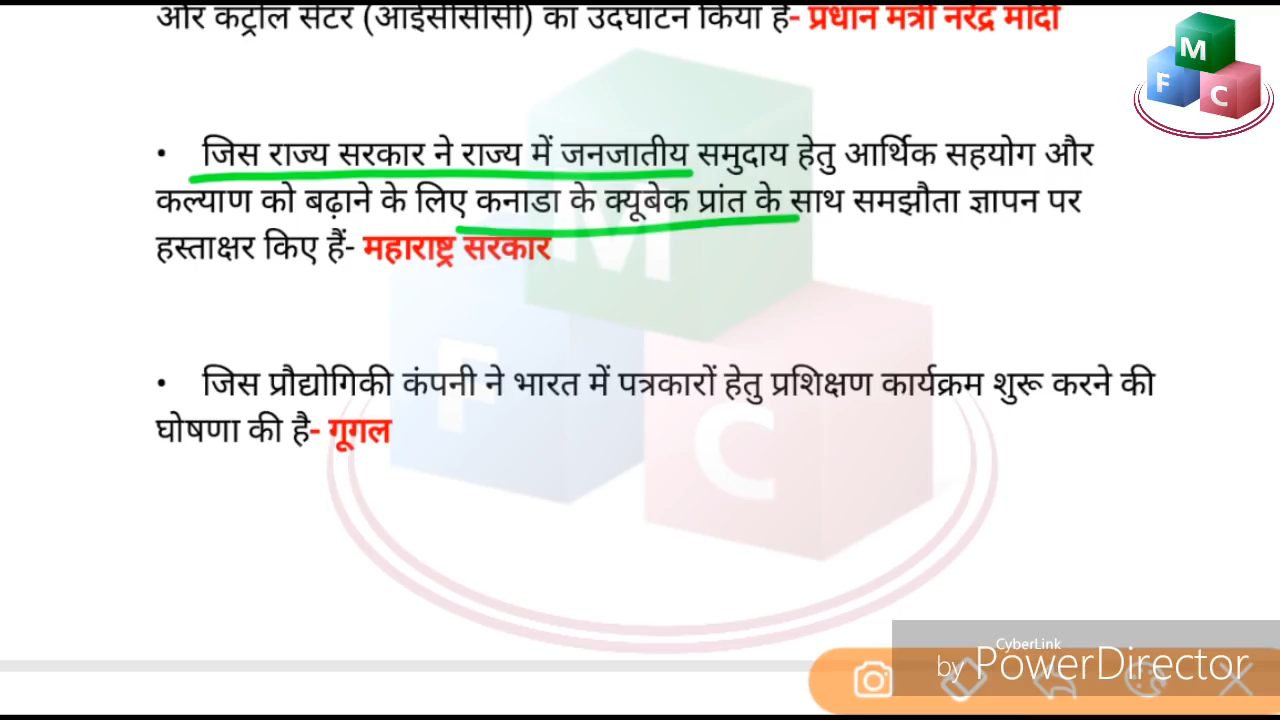 और कंट्रोल सेंटर (आईसीसीसी) का उदघाटन किया है- प्रधान मंत्री नरेंद्र मोदी
M
F
C
• जिस राज्य सरकार ने राज्य में जनजातीय समुदाय हेतु आर्थिक सहयोग और
कल्याण को बढ़ाने के लिए कनाडा के क्यूबेक प्रांत के साथ समझौता ज्ञापन पर
हस्ताक्षर किए हैं- महाराष्ट्र सरकार
M
• जिस प्रौद्योगिकी कंपनी ने भारत में पत्रकारों हेतु प्रशिक्षण कार्यक्रम शुरू करने की
घोषणा की है- गूगल
F
C
CyberLink
by PowerDirector